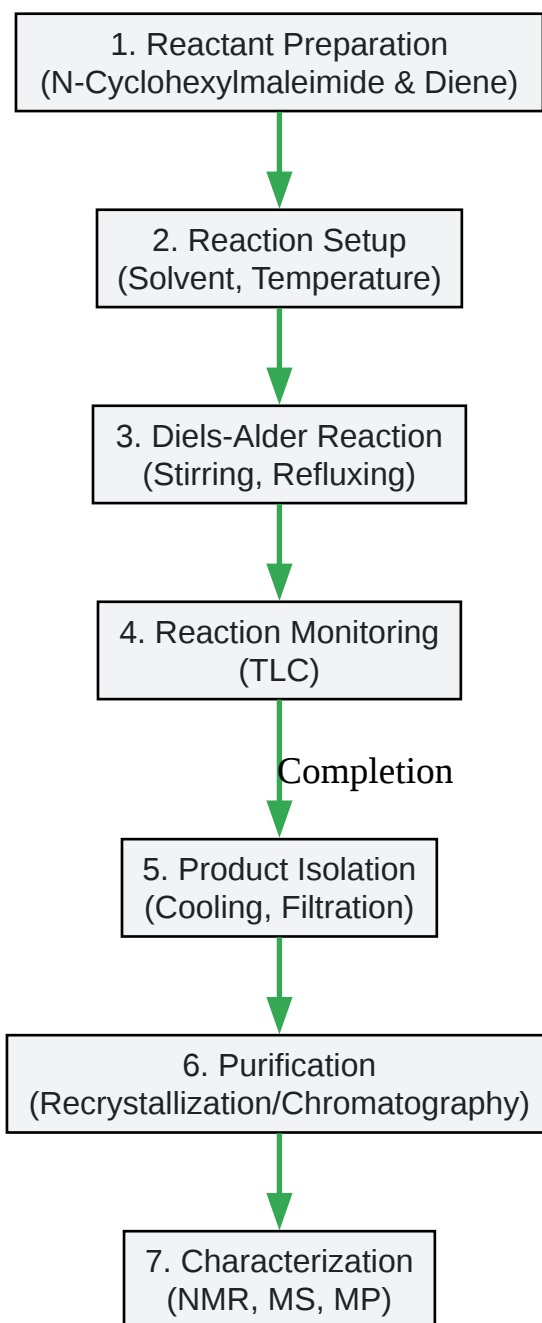 1. Reactant Preparation
(N-Cyclohexylmaleimide & Diene)
2. Reaction Setup
(Solvent, Temperature)
3. Diels-Alder Reaction
(Stirring, Refluxing)
4. Reaction Monitoring
(TLC)
Completion
5. Product Isolation
(Cooling, Filtration)
6. Purification
(Recrystallization/Chromatography)
7. Characterization
(NMR, MS, MP)